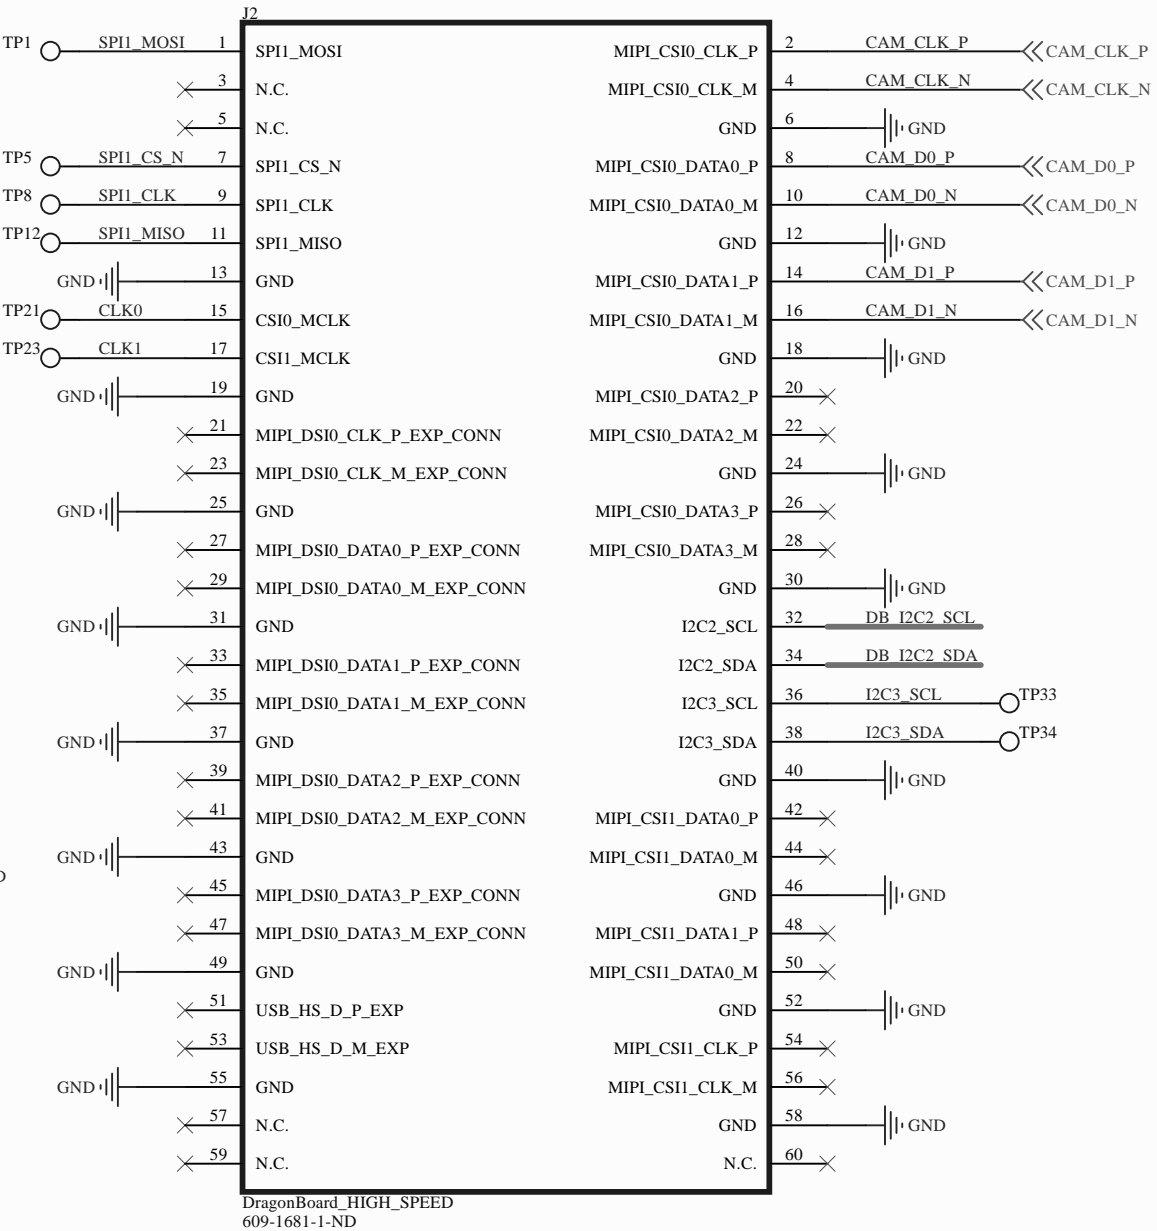 J2
TP1 SPI1_MOSI 1 SPI1_MOSI MIPI_CSI0_CLK_P 2 CAM_CLK_P CAM_CLK_P
3 N.C. MIPI_CSI0_CLK_M 4 CAM_CLK_N CAM_CLK_N
5 N.C. GND 6 GND
TP5 SPI1_CS_N 7 SPI1_CS_N MIPI_CSI0_DATA0_P 8 CAM_D0_P CAM_D0_P
TP8 SPI1_CLK 9 SPI1_CLK MIPI_CSI0_DATA0_M 10 CAM_D0_N CAM_D0_N
TP12 SPI1_MISO 11 SPI1_MISO GND 12 GND
GND 13 GND MIPI_CSI0_DATA1_P 14 CAM_D1_P CAM_D1_P
TP21 CLK0 15 CSI0_MCLK MIPI_CSI0_DATA1_M 16 CAM_D1_N CAM_D1_N
TP23 CLK1 17 CSI1_MCLK GND 18 GND
GND 19 GND MIPI_CSI0_DATA2_P 20
21 MIPI_DSI0_CLK_P_EXP_CONN MIPI_CSI0_DATA2_M 22
23 MIPI_DSI0_CLK_M_EXP_CONN GND 24 GND
GND 25 GND MIPI_CSI0_DATA3_P 26
27 MIPI_DSI0_DATA0_P_EXP_CONN MIPI_CSI0_DATA3_M 28
29 MIPI_DSI0_DATA0_M_EXP_CONN GND 30 GND
GND 31 GND I2C2_SCL 32 DB_I2C2_SCL
33 MIPI_DSI0_DATA1_P_EXP_CONN I2C2_SDA 34 DB_I2C2_SDA
35 MIPI_DSI0_DATA1_M_EXP_CONN I2C3_SCL 36 I2C3_SCL TP33
GND 37 GND I2C3_SDA 38 I2C3_SDA TP34
39 MIPI_DSI0_DATA2_P_EXP_CONN GND 40 GND
41 MIPI_DSI0_DATA2_M_EXP_CONN MIPI_CSI1_DATA0_P 42
GND 43 GND MIPI_CSI1_DATA0_M 44
45 MIPI_DSI0_DATA3_P_EXP_CONN GND 46 GND
47 MIPI_DSI0_DATA3_M_EXP_CONN MIPI_CSI1_DATA1_P 48
GND 49 GND MIPI_CSI1_DATA0_M 50
51 USB_HS_D_P_EXP GND 52 GND
53 USB_HS_D_M_EXP MIPI_CSI1_CLK_P 54
GND 55 GND MIPI_CSI1_CLK_M 56
57 N.C. GND 58 GND
59 N.C. N.C. 60
DragonBoard_HIGH_SPEED
609-1681-1-ND